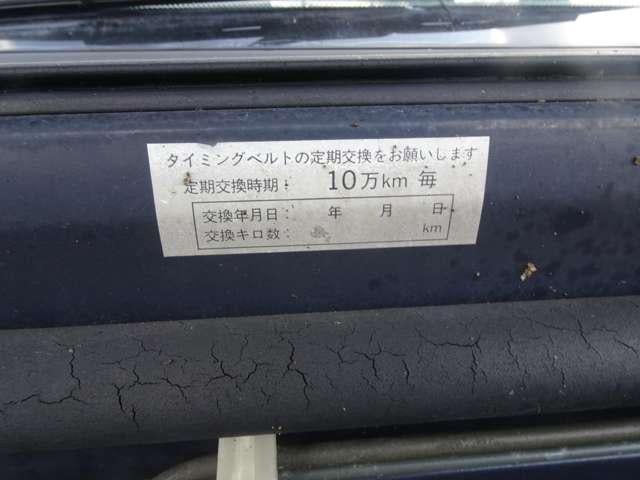 タイミングベルトの定期交換をお願いします
定期交換時期: 10万km 毎
交換年月日: 年 月 日
交換キロ数: km